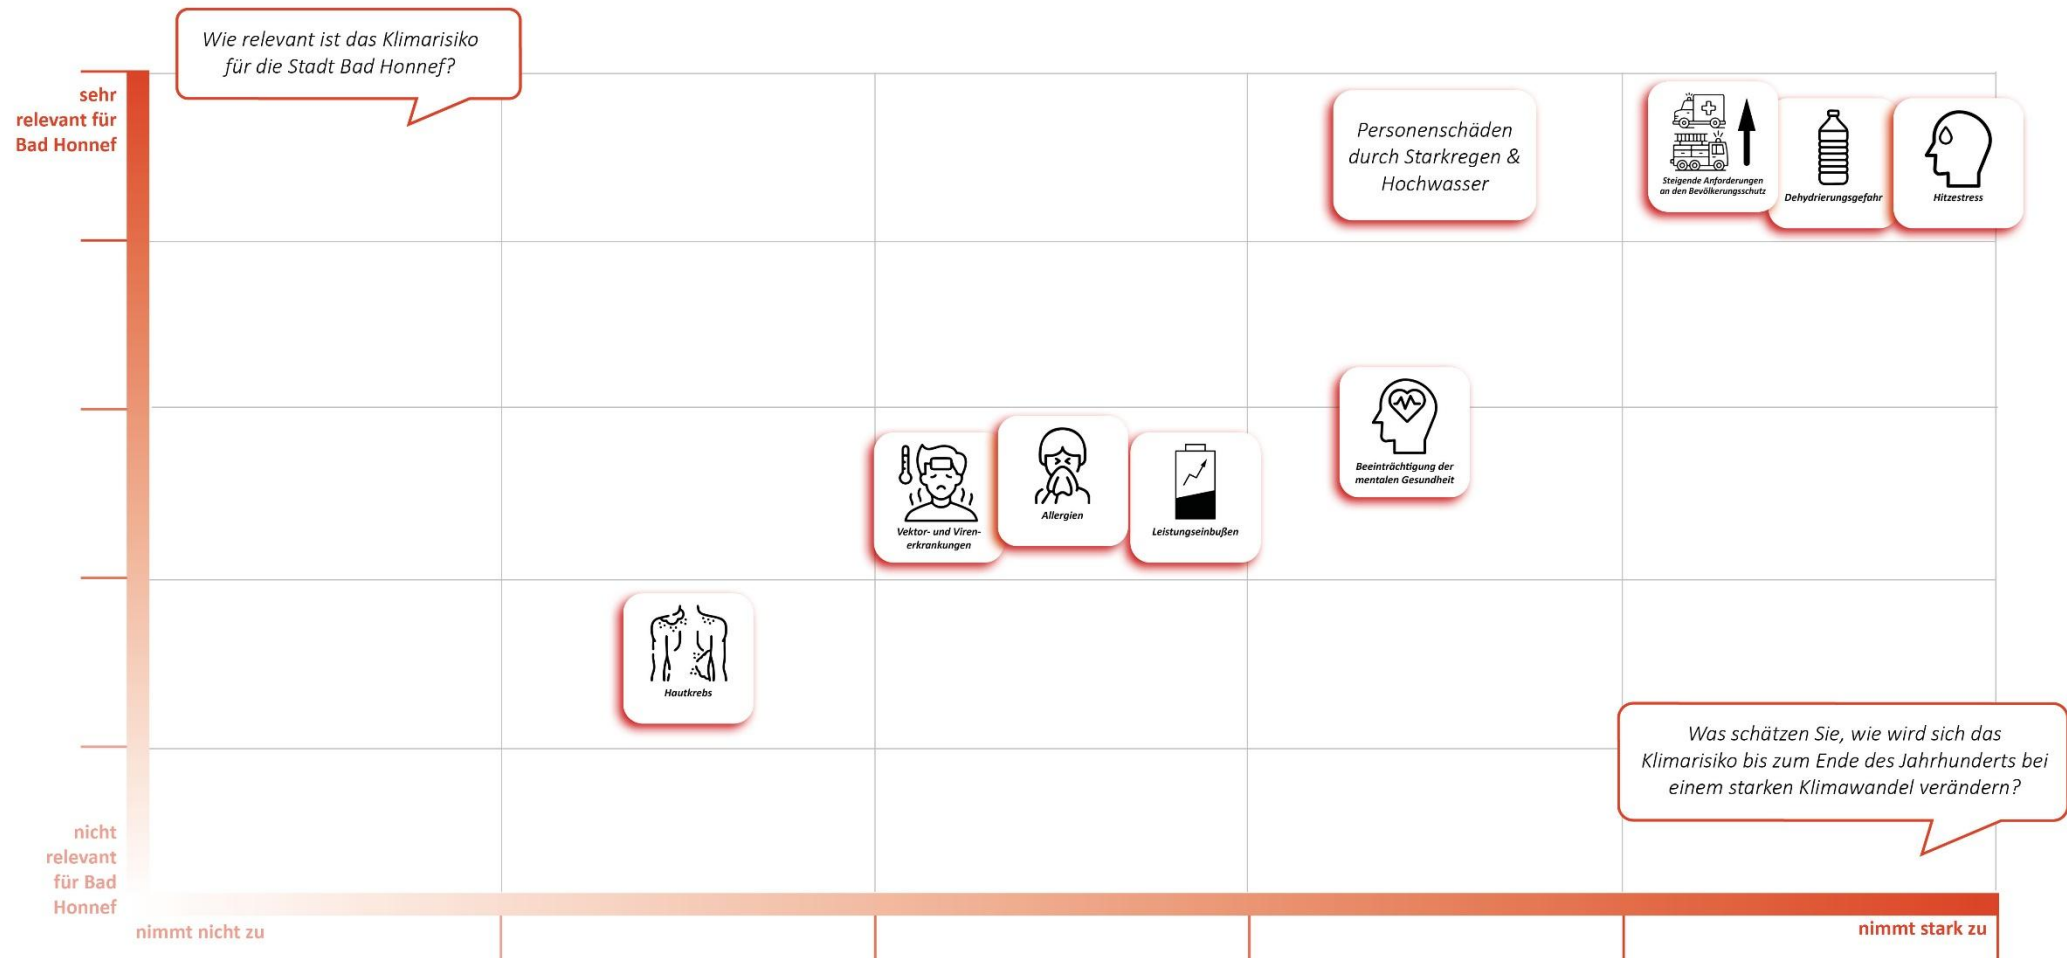 Wie relevant ist das Klimarisiko
für die Stadt Bad Honnef?
sehr
relevant für
Bad Honnef
Personenschäden
durch Starkregen &
Hochwasser
Steigende Anforderungen
an den Bevölkerungsschutz
Dehydrierungsgefahr
Hitzestress
Beeinträchtigung der
mentalen Gesundheit
Vektor- und Viren-
erkrankungen
Allergien
Leistungseinbußen
Hautkrebs
Was schätzen Sie, wie wird sich das
Klimarisiko bis zum Ende des Jahrhunderts bei
einem starken Klimawandel verändern?
nicht
relevant
für Bad
Honnef
nimmt nicht zu
nimmt stark zu